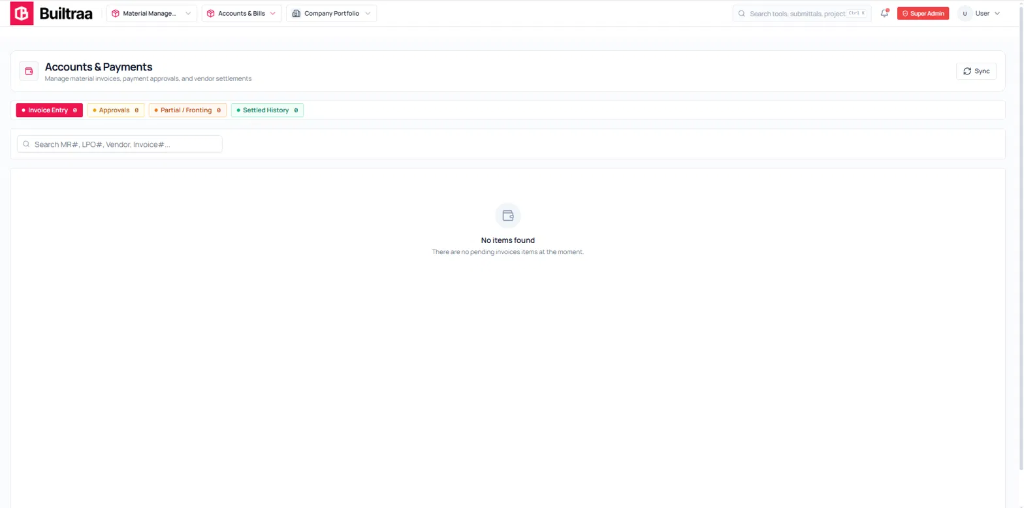 Builtraa
Material Manage...
Accounts & Bills
Company Portfolio
Search tools, submittals, project
Ctrl K
Super Admin
U
User
Accounts & Payments
Manage material invoices, payment approvals, and vendor settlements
Sync
Invoice Entry 0
Approvals 0
Partial / Fronting 0
Settled History 0
Search MR#, LPO#, Vendor, Invoice#...
No items found
There are no pending invoices items at the moment.